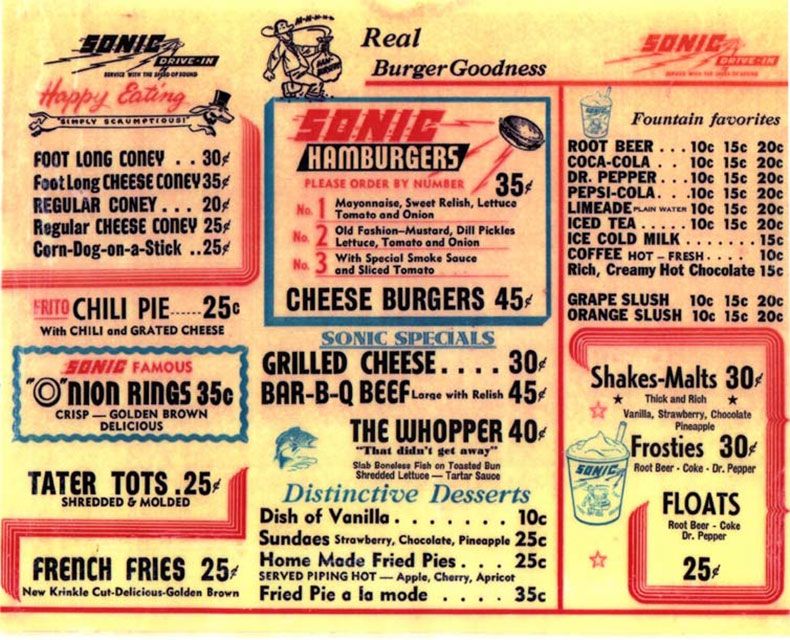 SONIC
DRIVE-IN
SERVICE WITH THE SPEED OF SOUND
Happy Eating
"SIMPLY SCRUMPTIOUS!"
FOOT LONG CONEY . . 30¢
Foot Long CHEESE CONEY 35¢
REGULAR CONEY . . . 20¢
Regular CHEESE CONEY 25¢
Corn-Dog-on-a-Stick . . 25¢
FRITO CHILI PIE------ 25c
With CHILI and GRATED CHEESE
SONIC FAMOUS
"O"NION RINGS 35c
CRISP — GOLDEN BROWN
DELICIOUS
TATER TOTS .25¢
SHREDDED & MOLDED
FRENCH FRIES 25¢
New Krinkle Cut-Delicious-Golden Brown
Real
Burger Goodness
SONIC
HAMBURGERS
PLEASE ORDER BY NUMBER 35¢
No. 1 Mayonnaise, Sweet Relish, Lettuce
Tomato and Onion
No. 2 Old Fashion—Mustard, Dill Pickles
Lettuce, Tomato and Onion
No. 3 With Special Smoke Sauce
and Sliced Tomato
CHEESE BURGERS 45¢
SONIC SPECIALS
GRILLED CHEESE . . . . 30¢
BAR-B-Q BEEF Large with Relish 45¢
THE WHOPPER 40¢
"That didn't get away"
Slab Boneless Fish on Toasted Bun
Shredded Lettuce — Tartar Sauce
Distinctive Desserts
Dish of Vanilla . . . . . . . 10c
Sundaes Strawberry, Chocolate, Pineapple 25c
Home Made Fried Pies . . . 25c
SERVED PIPING HOT — Apple, Cherry, Apricot
Fried Pie a la mode . . . . 35c
SONIC
DRIVE-IN
SERVICE WITH THE SPEED OF SOUND
Fountain favorites
ROOT BEER . . . 10c 15c 20c
COCA-COLA . . 10c 15c 20c
DR. PEPPER . . . 10c 15c 20c
PEPSI-COLA . . . 10c 15c 20c
LIMEADE PLAIN WATER 10c 15c 20c
ICED TEA . . . . . 10c 15c 20c
ICE COLD MILK . . . . . . . 15c
COFFEE HOT — FRESH . . . . 10c
Rich, Creamy Hot Chocolate 15c
GRAPE SLUSH 10c 15c 20c
ORANGE SLUSH 10c 15c 20c
Shakes-Malts 30¢
Thick and Rich
Vanilla, Strawberry, Chocolate
Pineapple
SONIC
Frosties 30¢
Root Beer - Coke - Dr. Pepper
FLOATS
Root Beer - Coke
Dr. Pepper
25¢